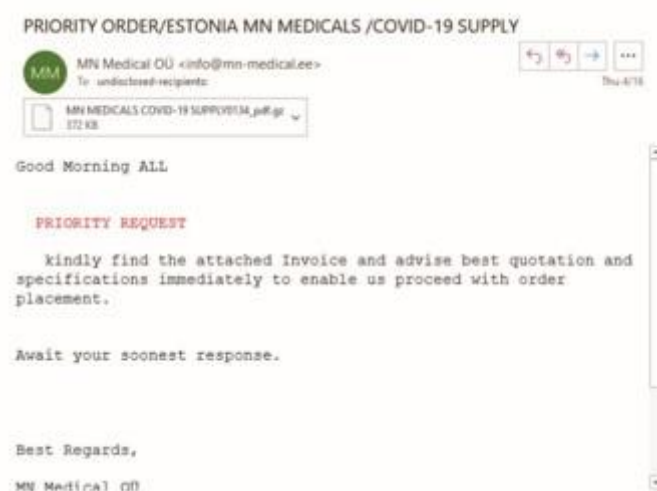 PRIORITY ORDER/ESTONIA MN MEDICALS /COVID-19 SUPPLY
MM
MN Medical OÜ <info@mn-medical.ee>
To undisclosed-recipients:
Thu 4/16
MN MEDICALS COVID-19 SUPPLY0134_pdf.gz
372 KB
Good Morning ALL
PRIORITY REQUEST
kindly find the attached Invoice and advise best quotation and
specifications immediately to enable us proceed with order
placement.
Await your soonest response.
Best Regards,
MN Medical OÜ